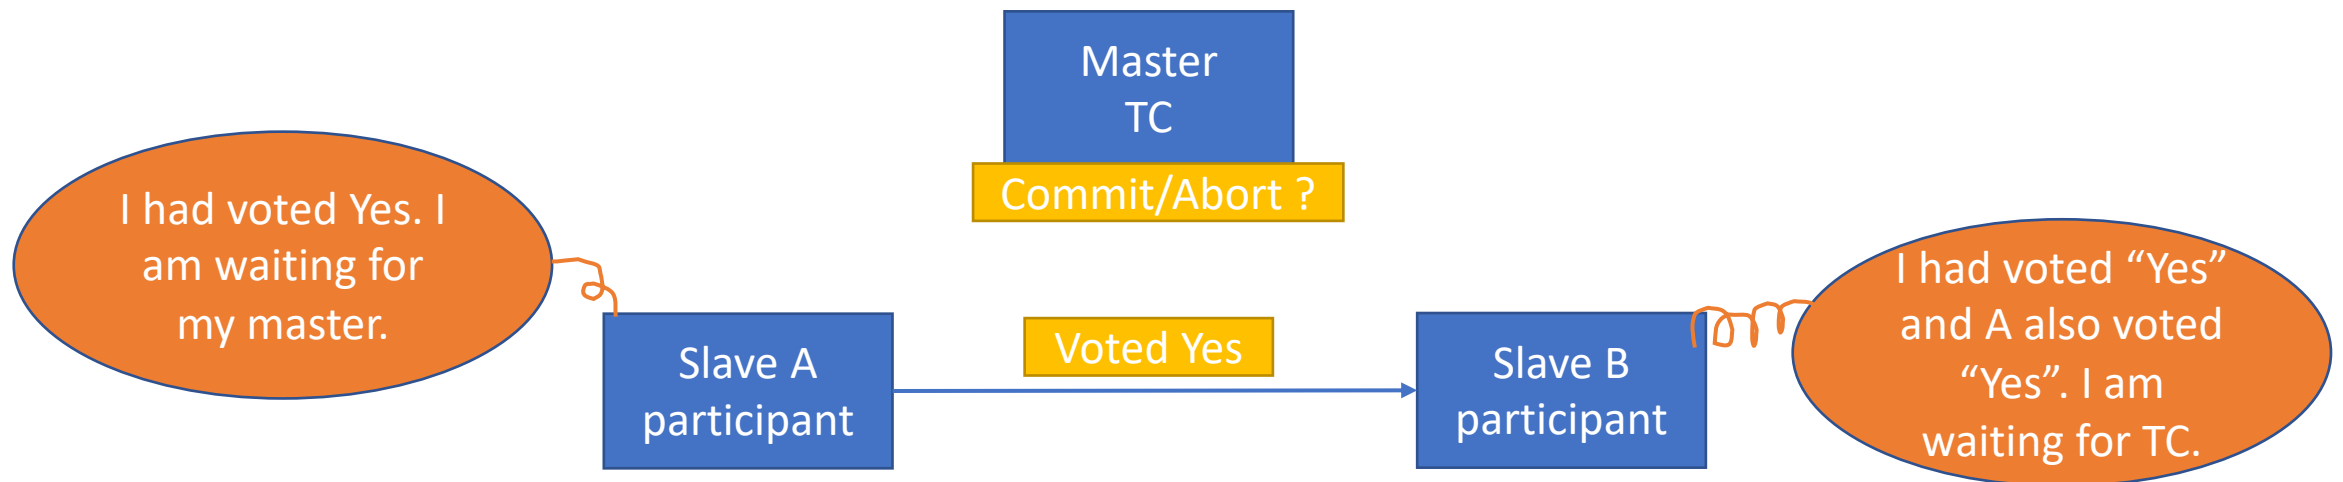 Master
TC
Commit/Abort ?
I had voted Yes. I
am waiting for
my master.
Slave A
participant
Voted Yes
Slave B
participant
I had voted “Yes”
and A also voted
“Yes”. I am
waiting for TC.